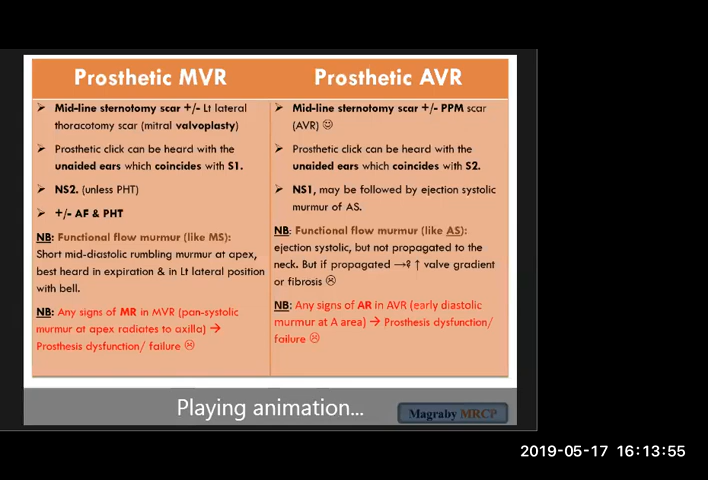 Prosthetic MVR
➢ Mid-line sternotomy scar +/- Lt lateral
thoracotomy scar (mitral valvoplasty)
➢ Prosthetic click can be heard with the
unaided ears which coincides with S1.
➢ NS2. (unless PHT)
➢ +/- AF & PHT
NB: Functional flow murmur (like MS):
Short mid-diastolic rumbling murmur at apex,
best heard in expiration & in Lt lateral position
with bell.
NB: Any signs of MR in MVR (pan-systolic
murmur at apex radiates to axilla) →
Prosthesis dysfunction/ failure ☹
Prosthetic AVR
➢ Mid-line sternotomy scar +/- PPM scar
(AVR) ☺
➢ Prosthetic click can be heard with the
unaided ears which coincides with S2.
➢ NS1, may be followed by ejection systolic
murmur of AS.
NB: Functional flow murmur (like AS):
ejection systolic, but not propagated to the
neck. But if propagated →? ↑ valve gradient
or fibrosis ☹
NB: Any signs of AR in AVR (early diastolic
murmur at A area) → Prosthesis dysfunction/
failure ☹
Playing animation...
Magraby MRCP
2019-05-17 16:13:55